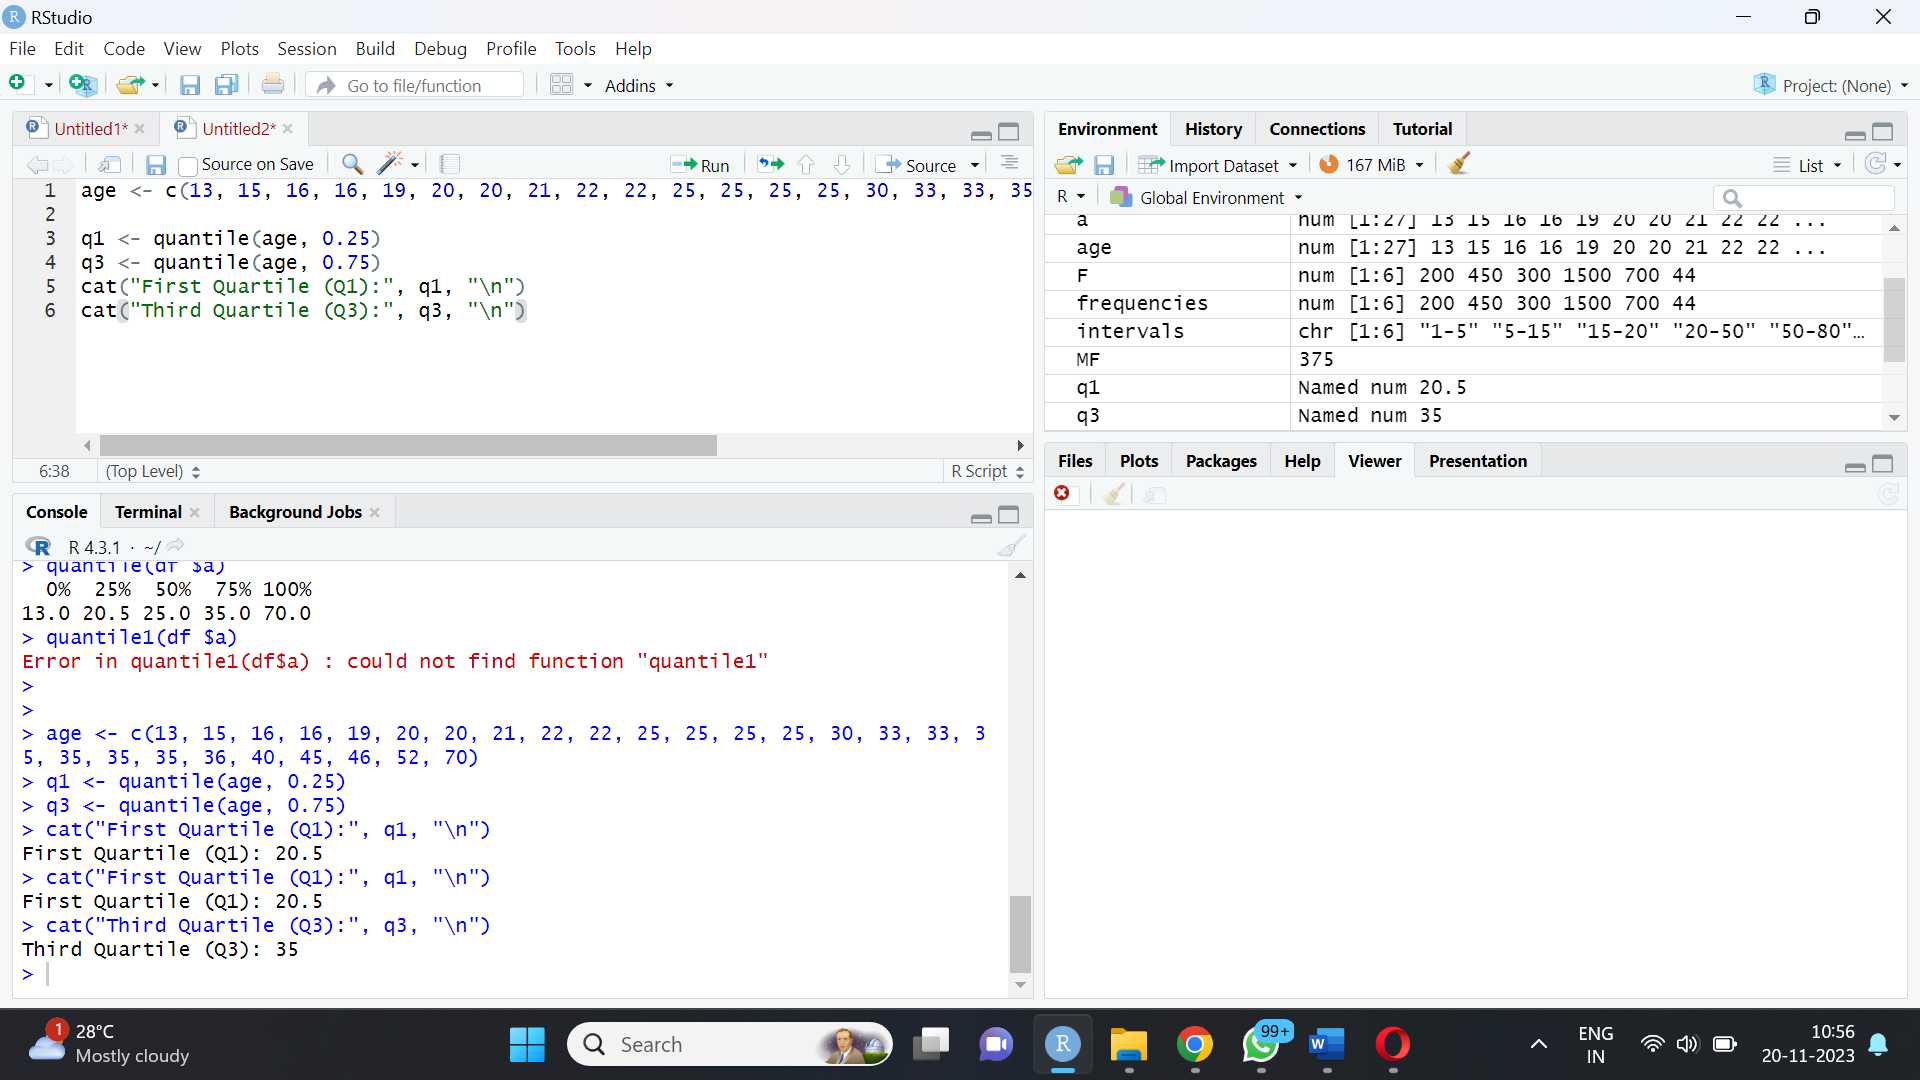 RStudio
File Edit Code View Plots Session Build Debug Profile Tools Help
Go to file/function Addins Project: (None)
Untitled1* Untitled2*
Source on Save Run Source
1 age <- c(13, 15, 16, 16, 19, 20, 20, 21, 22, 22, 25, 25, 25, 25, 30, 33, 33, 35
2
3 q1 <- quantile(age, 0.25)
4 q3 <- quantile(age, 0.75)
5 cat("First Quartile (Q1):", q1, "\n")
6 cat("Third Quartile (Q3):", q3, "\n")
6:38 (Top Level) R Script
Console Terminal Background Jobs
R 4.3.1 · ~/
> quantile(df $a)
0% 25% 50% 75% 100%
13.0 20.5 25.0 35.0 70.0
> quantile1(df $a)
Error in quantile1(df$a) : could not find function "quantile1"
>
>
> age <- c(13, 15, 16, 16, 19, 20, 20, 21, 22, 22, 25, 25, 25, 25, 30, 33, 33, 3
5, 35, 35, 35, 36, 40, 45, 46, 52, 70)
> q1 <- quantile(age, 0.25)
> q3 <- quantile(age, 0.75)
> cat("First Quartile (Q1):", q1, "\n")
First Quartile (Q1): 20.5
> cat("First Quartile (Q1):", q1, "\n")
First Quartile (Q1): 20.5
> cat("Third Quartile (Q3):", q3, "\n")
Third Quartile (Q3): 35
>
Environment History Connections Tutorial
Import Dataset 167 MiB List
R Global Environment
a num [1:27] 13 15 16 16 19 20 20 21 22 22 ...
age num [1:27] 13 15 16 16 19 20 20 21 22 22 ...
F num [1:6] 200 450 300 1500 700 44
frequencies num [1:6] 200 450 300 1500 700 44
intervals chr [1:6] "1-5" "5-15" "15-20" "20-50" "50-80"…
MF 375
q1 Named num 20.5
q3 Named num 35
Files Plots Packages Help Viewer Presentation
1 28°C
Mostly cloudy
Search
99+
ENG
IN
10:56
20-11-2023